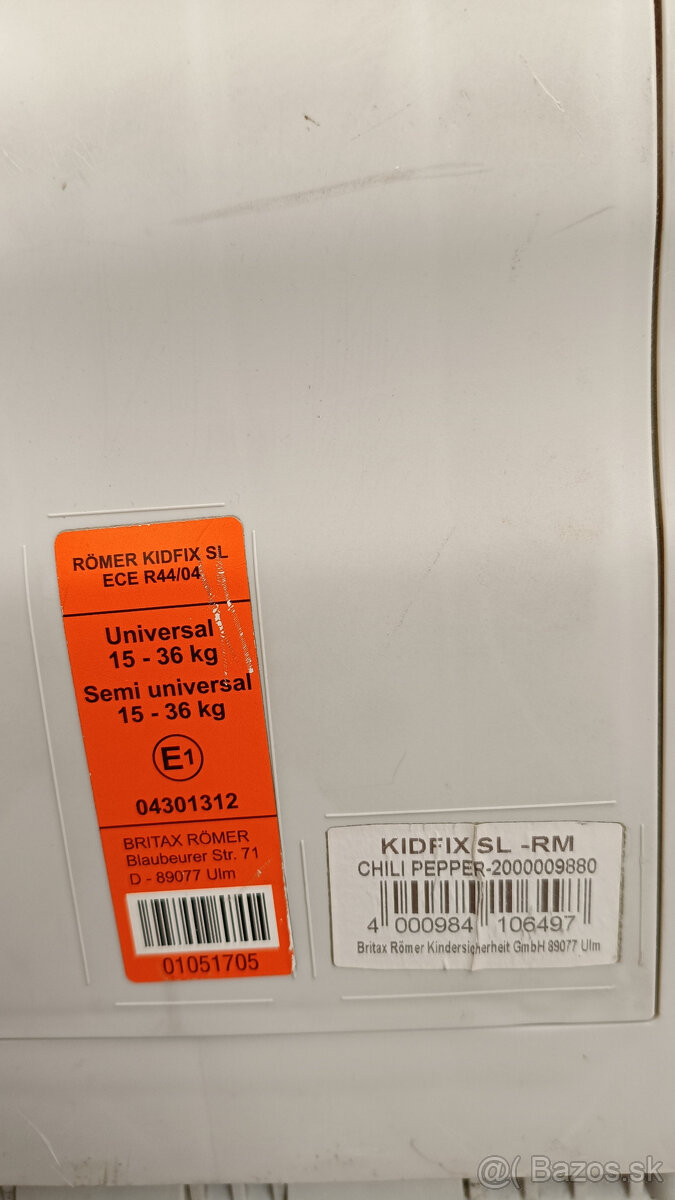 RÖMER KIDFIX SL
ECE R44/04
Universal
15 - 36 kg
Semi universal
15 - 36 kg
E1
04301312
BRITAX RÖMER
Blaubeurer Str. 71
D - 89077 Ulm
01051705
KIDFIX SL -RM
CHILI PEPPER-2000009880
4 000984 106497
Britax Römer Kindersicherheit GmbH 89077 Ulm
@( Bazos.sk